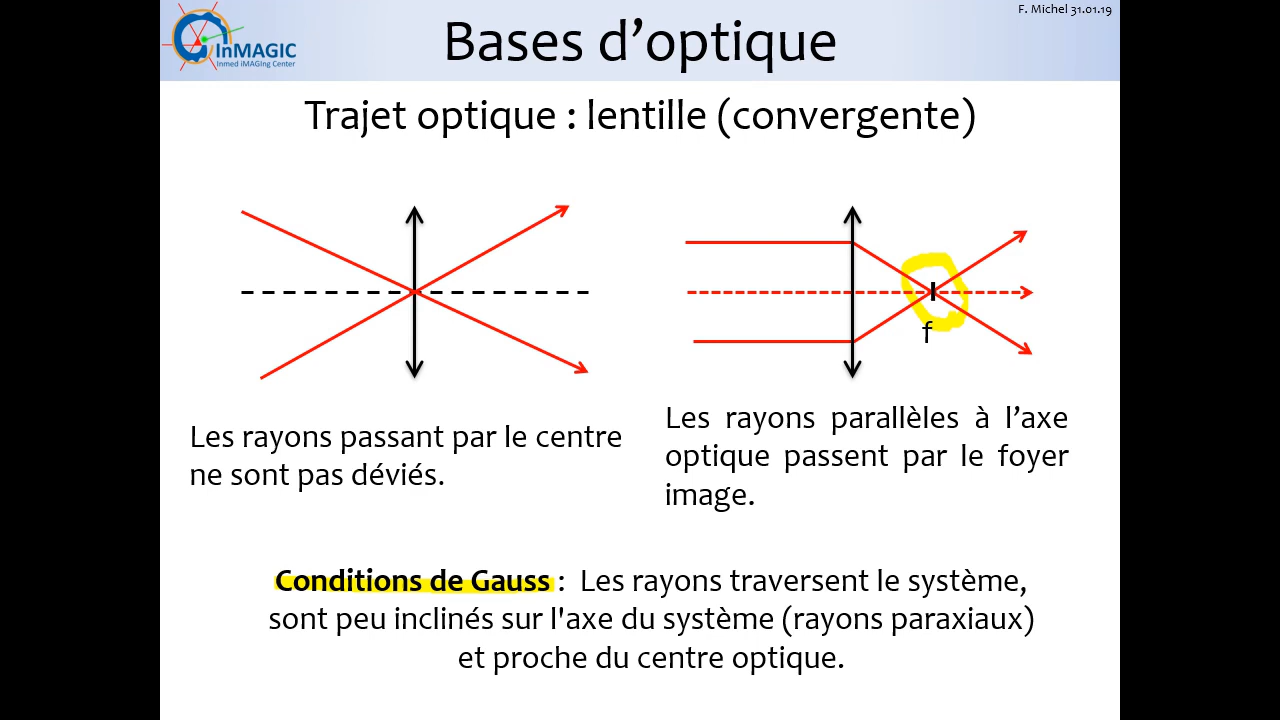 F. Michel 31.01.19
InMAGIC
Inmed iMAGIng Center
Bases d’optique
Trajet optique : lentille (convergente)
f
Les rayons passant par le centre
ne sont pas déviés.
Les rayons parallèles à l’axe
optique passent par le foyer
image.
Conditions de Gauss : Les rayons traversent le système,
sont peu inclinés sur l'axe du système (rayons paraxiaux)
et proche du centre optique.